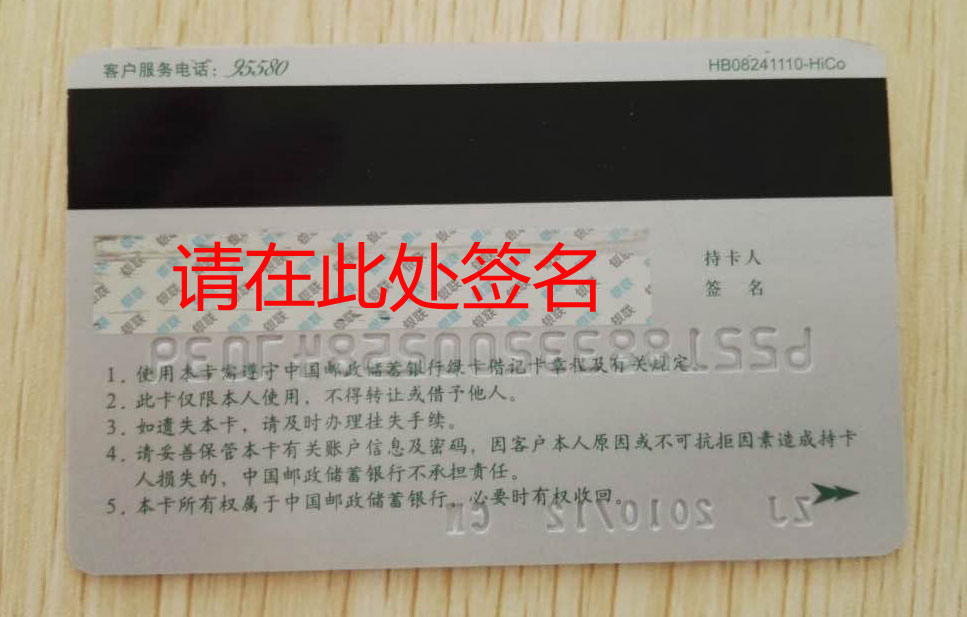 客户服务电话：95580
HB08241110-HiCo
请在此处签名
持卡人
签 名
1．使用本卡需遵守中国邮政储蓄银行绿卡借记卡章程及有关规定。
2．此卡仅限本人使用，不得转让或借予他人。
3．如遗失本卡，请及时办理挂失手续。
4．请妥善保管本卡有关账户信息及密码，因客户本人原因或不可抗拒因素造成持卡
人损失的，中国邮政储蓄银行不承担责任。
5．本卡所有权属于中国邮政储蓄银行，必要时有权收回。
ZJ 2010/12 CN